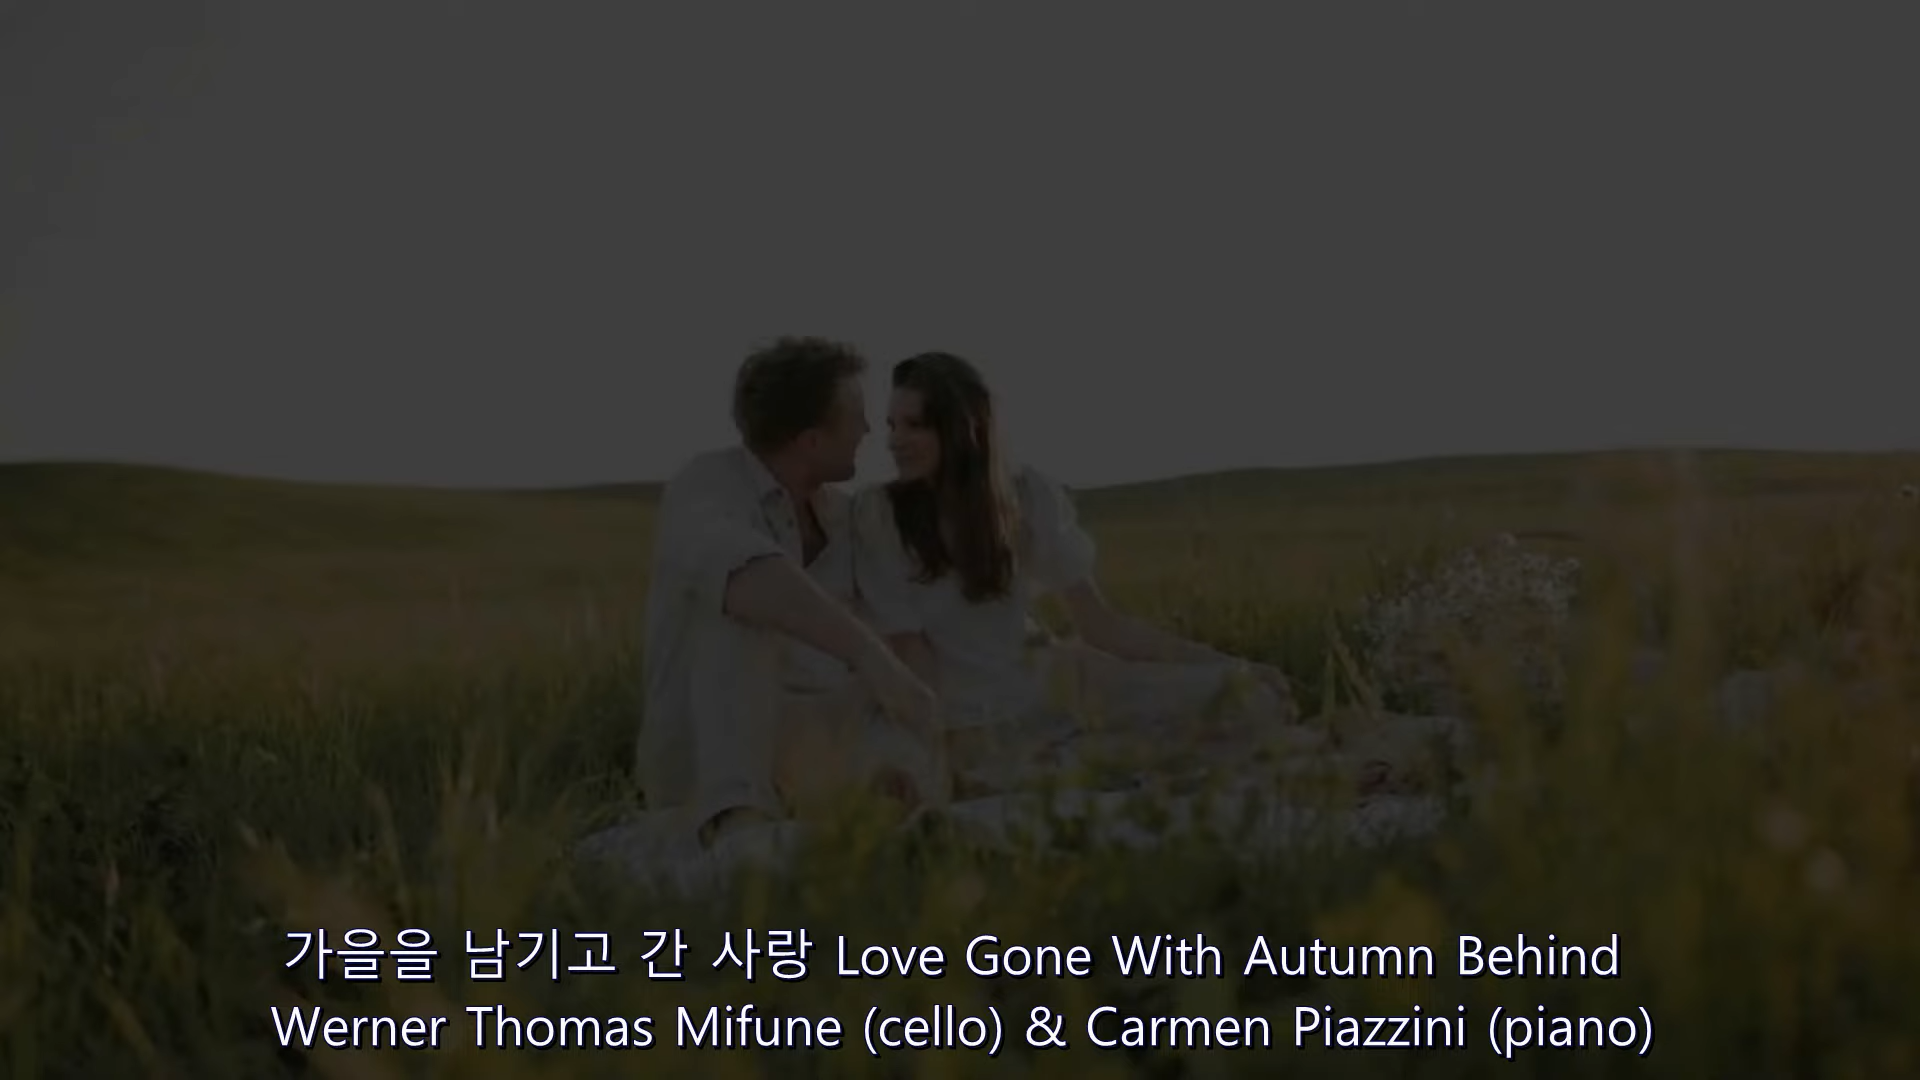 가을을 남기고 간 사랑 Love Gone With Autumn Behind
Werner Thomas Mifune (cello) & Carmen Piazzini (piano)